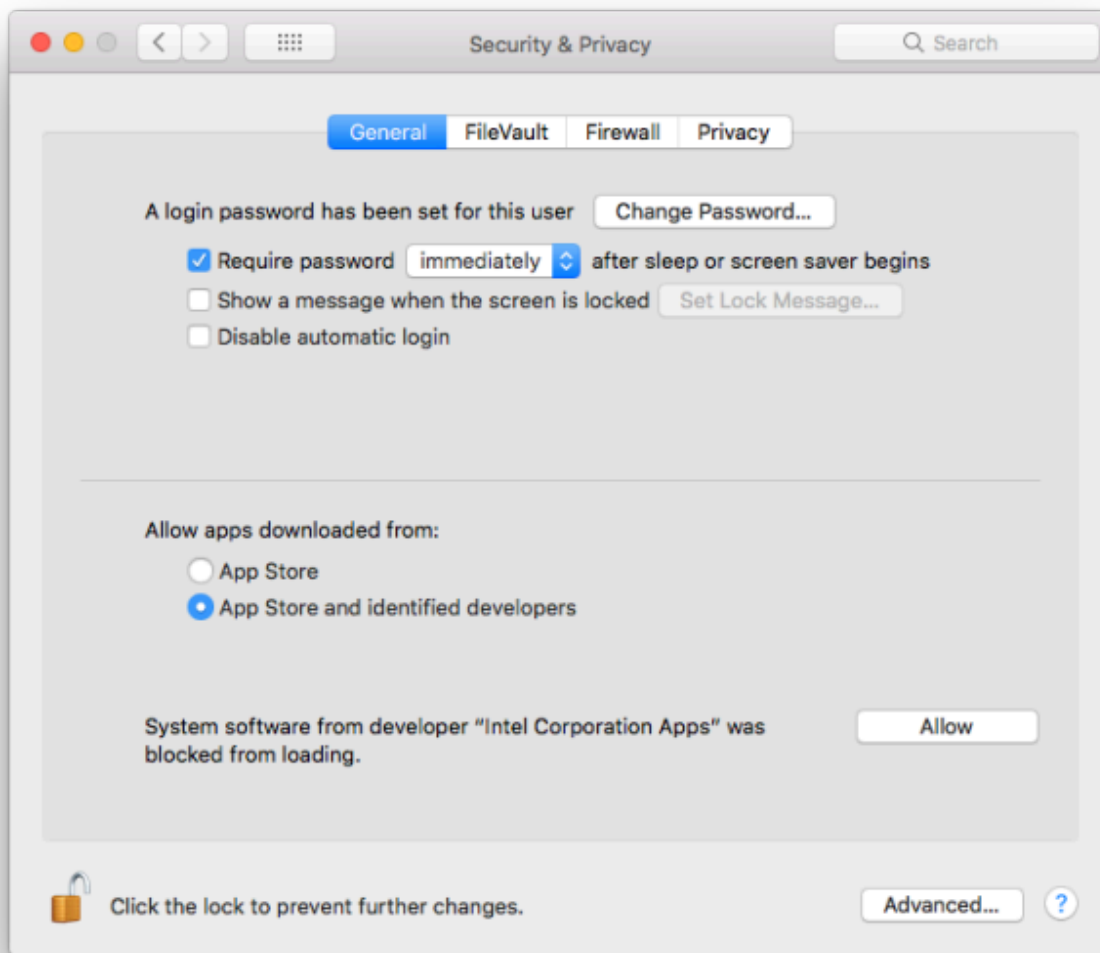 Security & Privacy
Search
General FileVault Firewall Privacy
A login password has been set for this user Change Password...
Require password immediately after sleep or screen saver begins
Show a message when the screen is locked Set Lock Message...
Disable automatic login
Allow apps downloaded from:
App Store
App Store and identified developers
System software from developer “Intel Corporation Apps” was
blocked from loading.
Allow
Click the lock to prevent further changes.
Advanced...
?